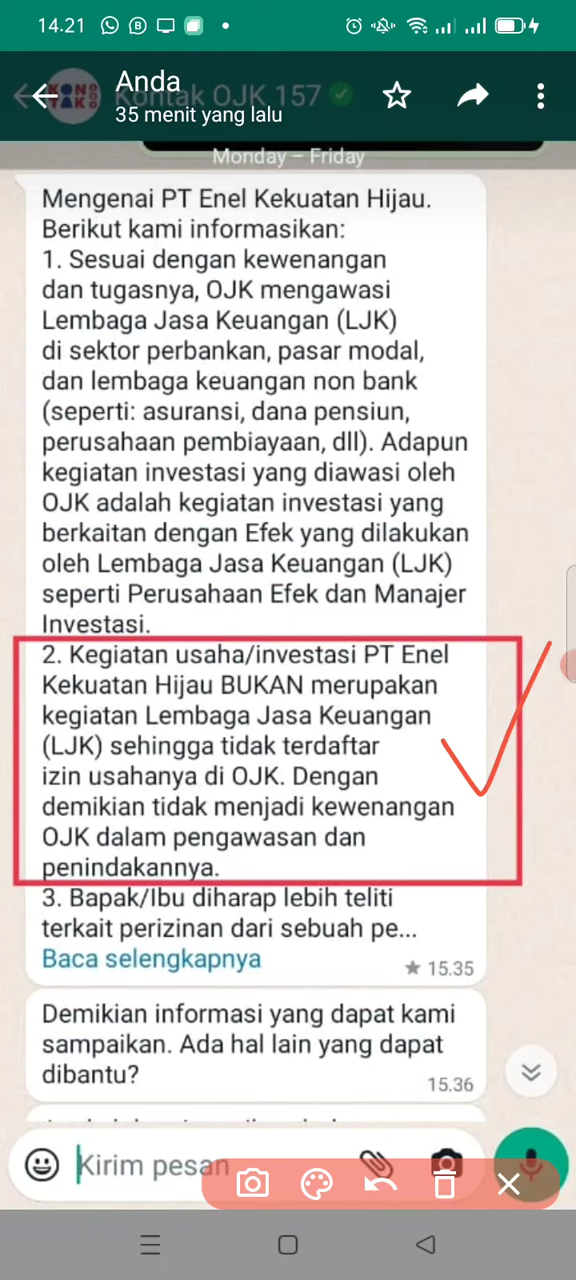 14.21
Anda
Kontak OJK 157
35 menit yang lalu
Monday – Friday
Mengenai PT Enel Kekuatan Hijau.
Berikut kami informasikan:
1. Sesuai dengan kewenangan
dan tugasnya, OJK mengawasi
Lembaga Jasa Keuangan (LJK)
di sektor perbankan, pasar modal,
dan lembaga keuangan non bank
(seperti: asuransi, dana pensiun,
perusahaan pembiayaan, dll). Adapun
kegiatan investasi yang diawasi oleh
OJK adalah kegiatan investasi yang
berkaitan dengan Efek yang dilakukan
oleh Lembaga Jasa Keuangan (LJK)
seperti Perusahaan Efek dan Manajer
Investasi.
2. Kegiatan usaha/investasi PT Enel
Kekuatan Hijau BUKAN merupakan
kegiatan Lembaga Jasa Keuangan
(LJK) sehingga tidak terdaftar
izin usahanya di OJK. Dengan
demikian tidak menjadi kewenangan
OJK dalam pengawasan dan
penindakannya.
3. Bapak/Ibu diharap lebih teliti
terkait perizinan dari sebuah pe...
Baca selengkapnya
15.35
Demikian informasi yang dapat kami
sampaikan. Ada hal lain yang dapat
dibantu?
15.36
Kirim pesan